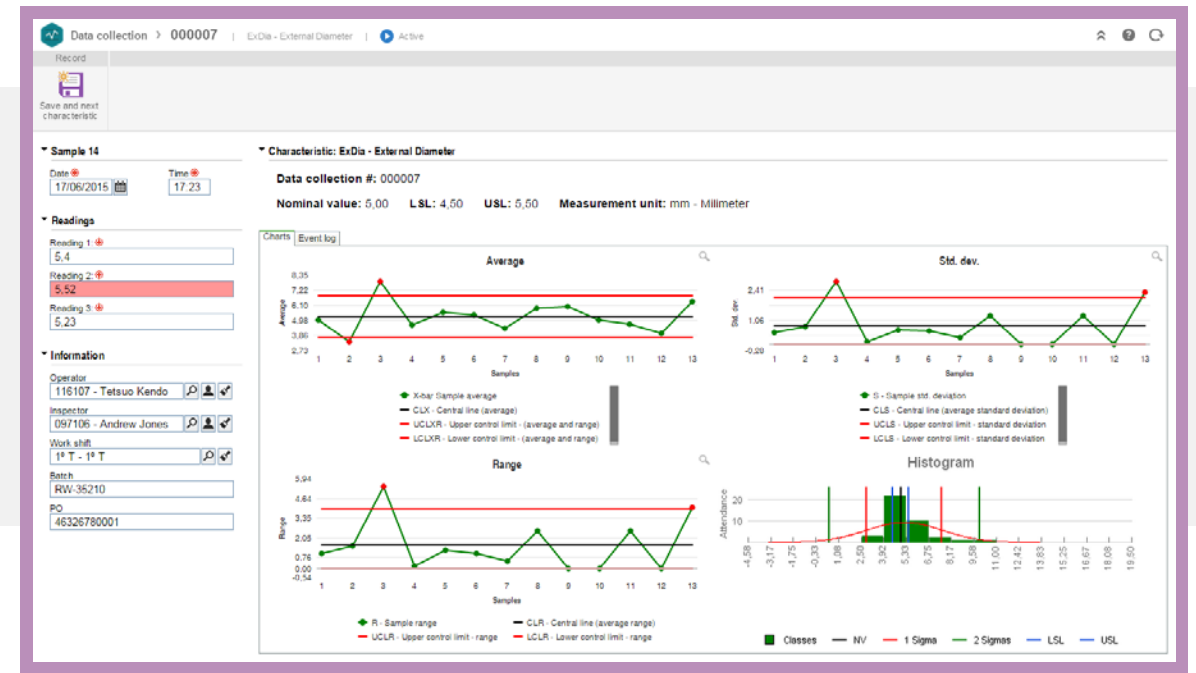 Data collection > 000007 | ExDia - External Diameter | Active
Record
Save and next
characteristic
Sample 14
Date Time
17/06/2015 17:23
Readings
Reading 1:
5,4
Reading 2:
5,52
Reading 3:
5,23
Information
Operator
116107 - Tetsuo Kendo
Inspector
097106 - Andrew Jones
Work shift
1º T - 1º T
Batch
RW-35210
PO
46326780001
Characteristic: ExDia - External Diameter
Data collection #: 000007
Nominal value: 5,00 LSL: 4,50 USL: 5,50 Measurement unit: mm - Milimeter
Charts Event log
Average
Average
8,35
7,22
6,10
4,98
3,86
2,73
1 2 3 4 5 6 7 8 9 10 11 12 13
Samples
X-bar Sample average
CLX - Central line (average)
UCLXR - Upper control limit - (average and range)
LCLXR - Lower control limit - (average and range)
Std. dev.
Std. dev.
2,41
1,06
-0,28
1 2 3 4 5 6 7 8 9 10 11 12 13
Samples
S - Sample std. deviation
CLS - Central line (average standard deviation)
UCLS - Upper control limit - standard deviation
LCLS - Lower control limit - standard deviation
Range
Range
5,94
4,64
3,35
2,05
0,76
0,00
-0,54
1 2 3 4 5 6 7 8 9 10 11 12 13
Samples
R - Sample range CLR - Central line (average range)
UCLR - Upper control limit - range LCLR - Lower control limit - range
Histogram
Attendance
20
10
-4,58 -3,17 -1,75 -0,33 1,08 2,50 3,92 5,33 6,75 8,17 9,58 11,00 12,42 13,83 15,25 16,67 18,08 19,50
Classes NV 1 Sigma 2 Sigmas LSL USL